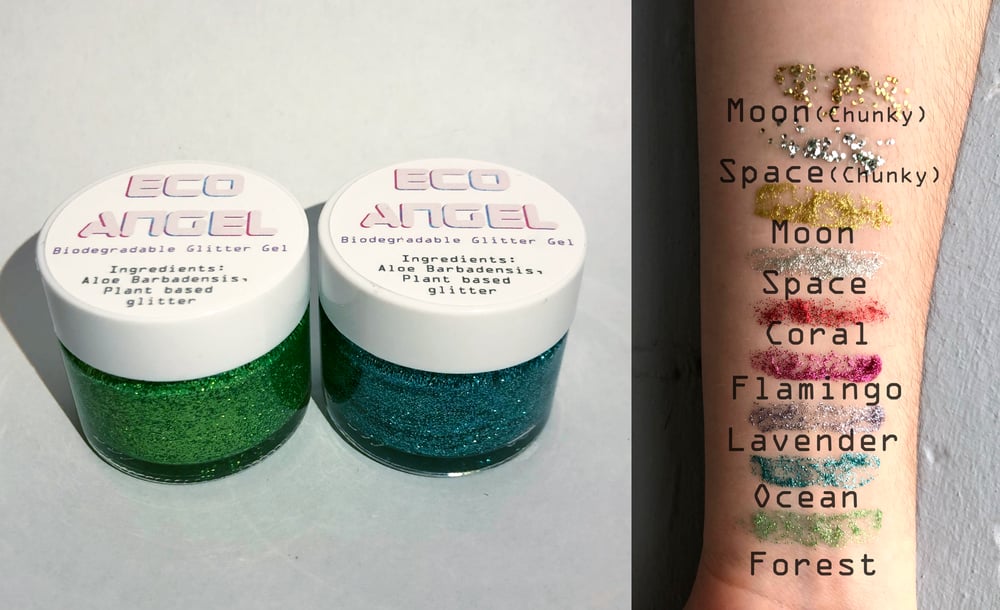 ECO
ANGEL
Biodegradable Glitter Gel
Ingredients:
Aloe Barbadensis,
Plant based
glitter
ECO
ANGEL
Biodegradable Glitter Gel
Ingredients:
Aloe Barbadensis,
Plant based
glitter
Moon(Chunky)
Space(Chunky)
Moon
Space
Coral
Flamingo
Lavender
Ocean
Forest